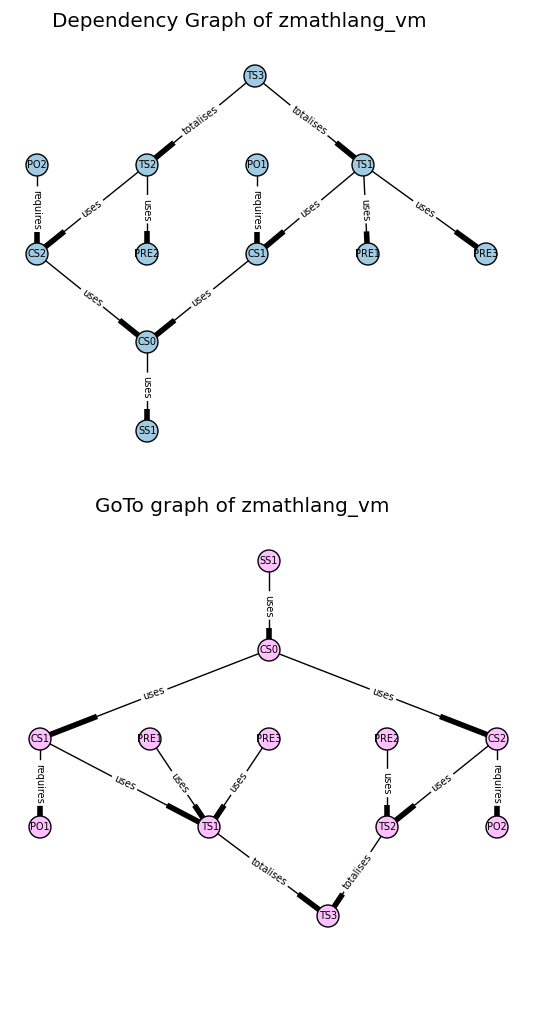 Dependency Graph of zmathlang_vm
TS3
totalises totalises
PO2 TS2 PO1 TS1
requires uses uses requires uses uses uses
CS2 PRE2 CS1 PRE1 PRE3
uses uses
CS0
uses
SS1
GoTo graph of zmathlang_vm
SS1
uses
CS0
uses uses
CS1 PRE1 PRE3 PRE2 CS2
requires uses uses uses uses uses requires
PO1 TS1 TS2 PO2
totalises totalises
TS3